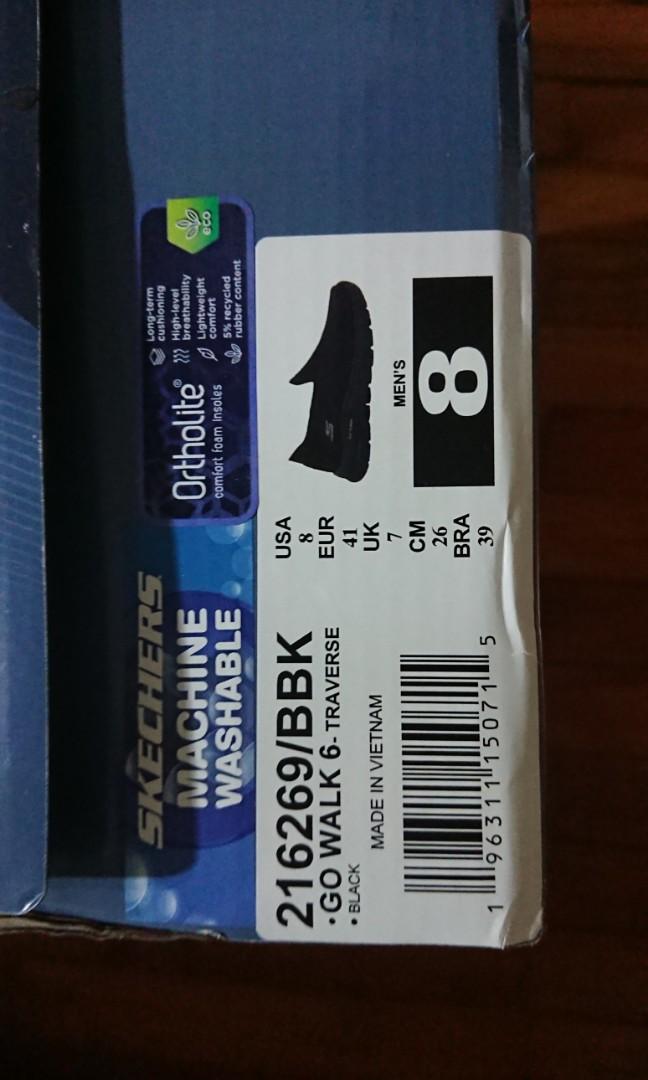 SKECHERS
MACHINE
WASHABLE
OrthoLite®
comfort foam insoles
Long-term
cushioning
High-level
breathability
Lightweight
comfort
5% recycled
rubber content
eco
216269/BBK
• GO WALK 6- TRAVERSE
• BLACK
MADE IN VIETNAM
1 96311 15071 5
USA
8
EUR
41
UK
7
CM
26
BRA
39
MEN'S
8